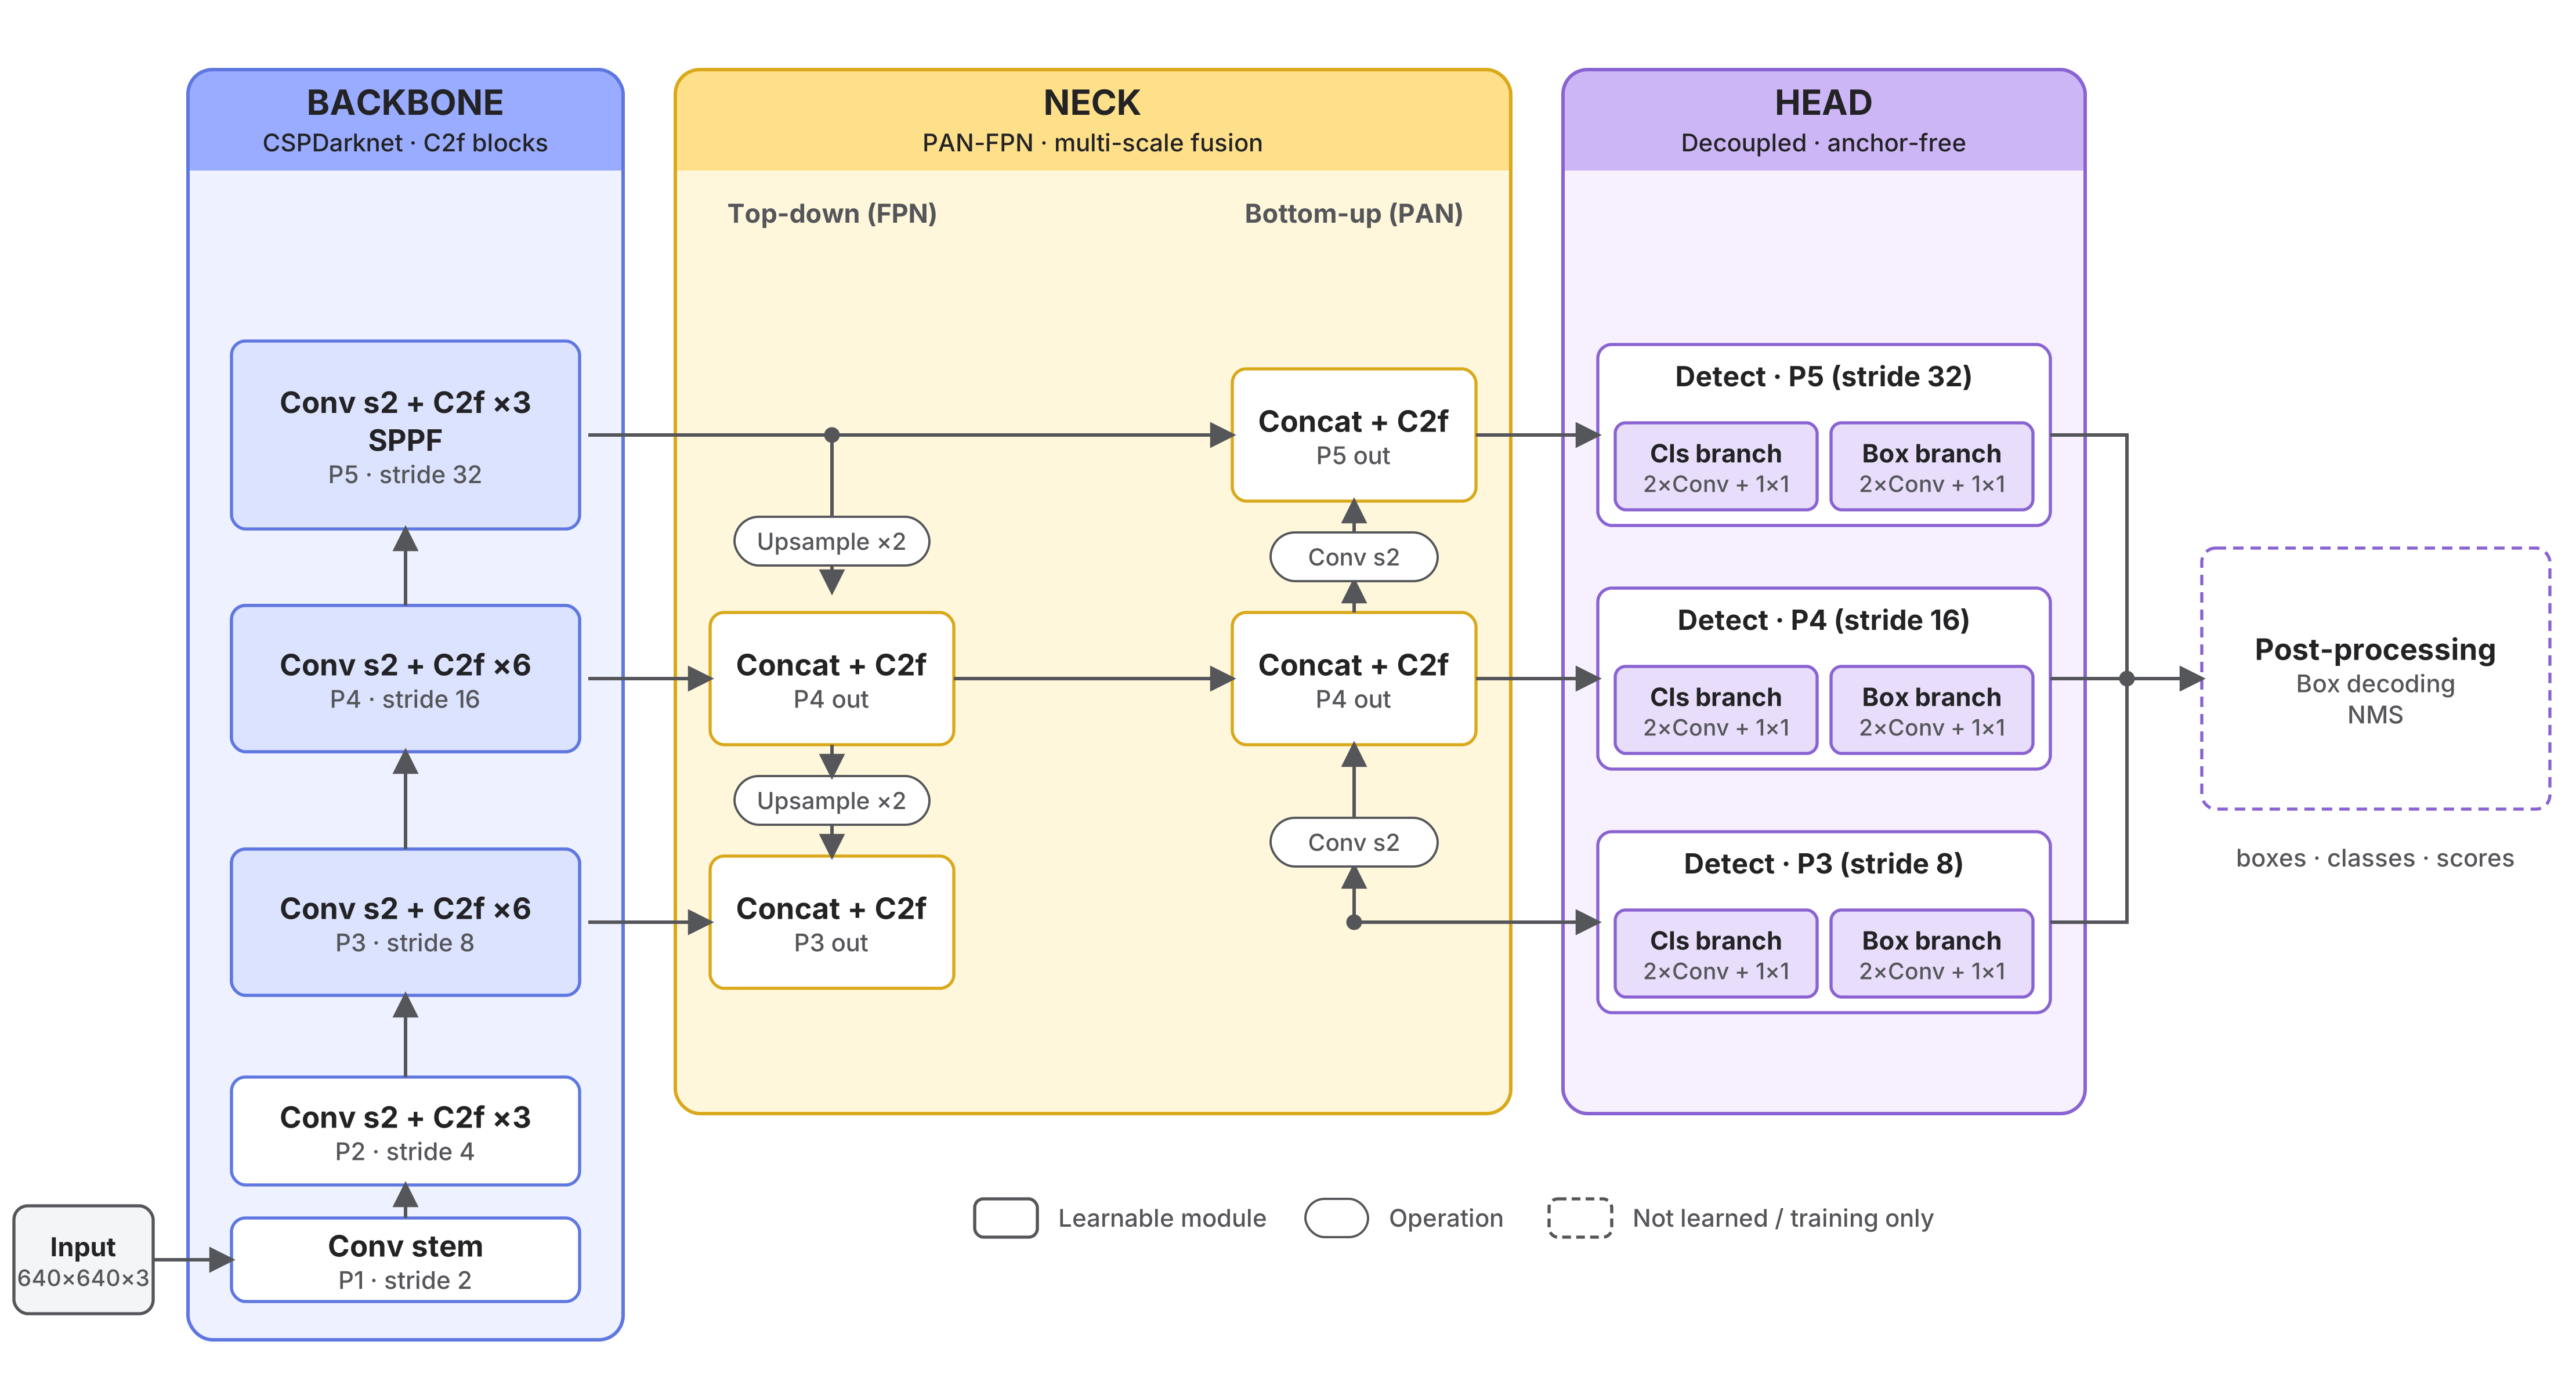 BACKBONE
CSPDarknet · C2f blocks
Conv s2 + C2f ×3
SPPF
P5 · stride 32
Conv s2 + C2f ×6
P4 · stride 16
Conv s2 + C2f ×6
P3 · stride 8
Conv s2 + C2f ×3
P2 · stride 4
Conv stem
P1 · stride 2
Input
640×640×3
NECK
PAN-FPN · multi-scale fusion
Top-down (FPN)
Bottom-up (PAN)
Upsample ×2
Concat + C2f
P4 out
Upsample ×2
Concat + C2f
P3 out
Concat + C2f
P5 out
Conv s2
Concat + C2f
P4 out
Conv s2
HEAD
Decoupled · anchor-free
Detect · P5 (stride 32)
Cls branch
2×Conv + 1×1
Box branch
2×Conv + 1×1
Detect · P4 (stride 16)
Cls branch
2×Conv + 1×1
Box branch
2×Conv + 1×1
Detect · P3 (stride 8)
Cls branch
2×Conv + 1×1
Box branch
2×Conv + 1×1
Post-processing
Box decoding
NMS
boxes · classes · scores
Learnable module
Operation
Not learned / training only